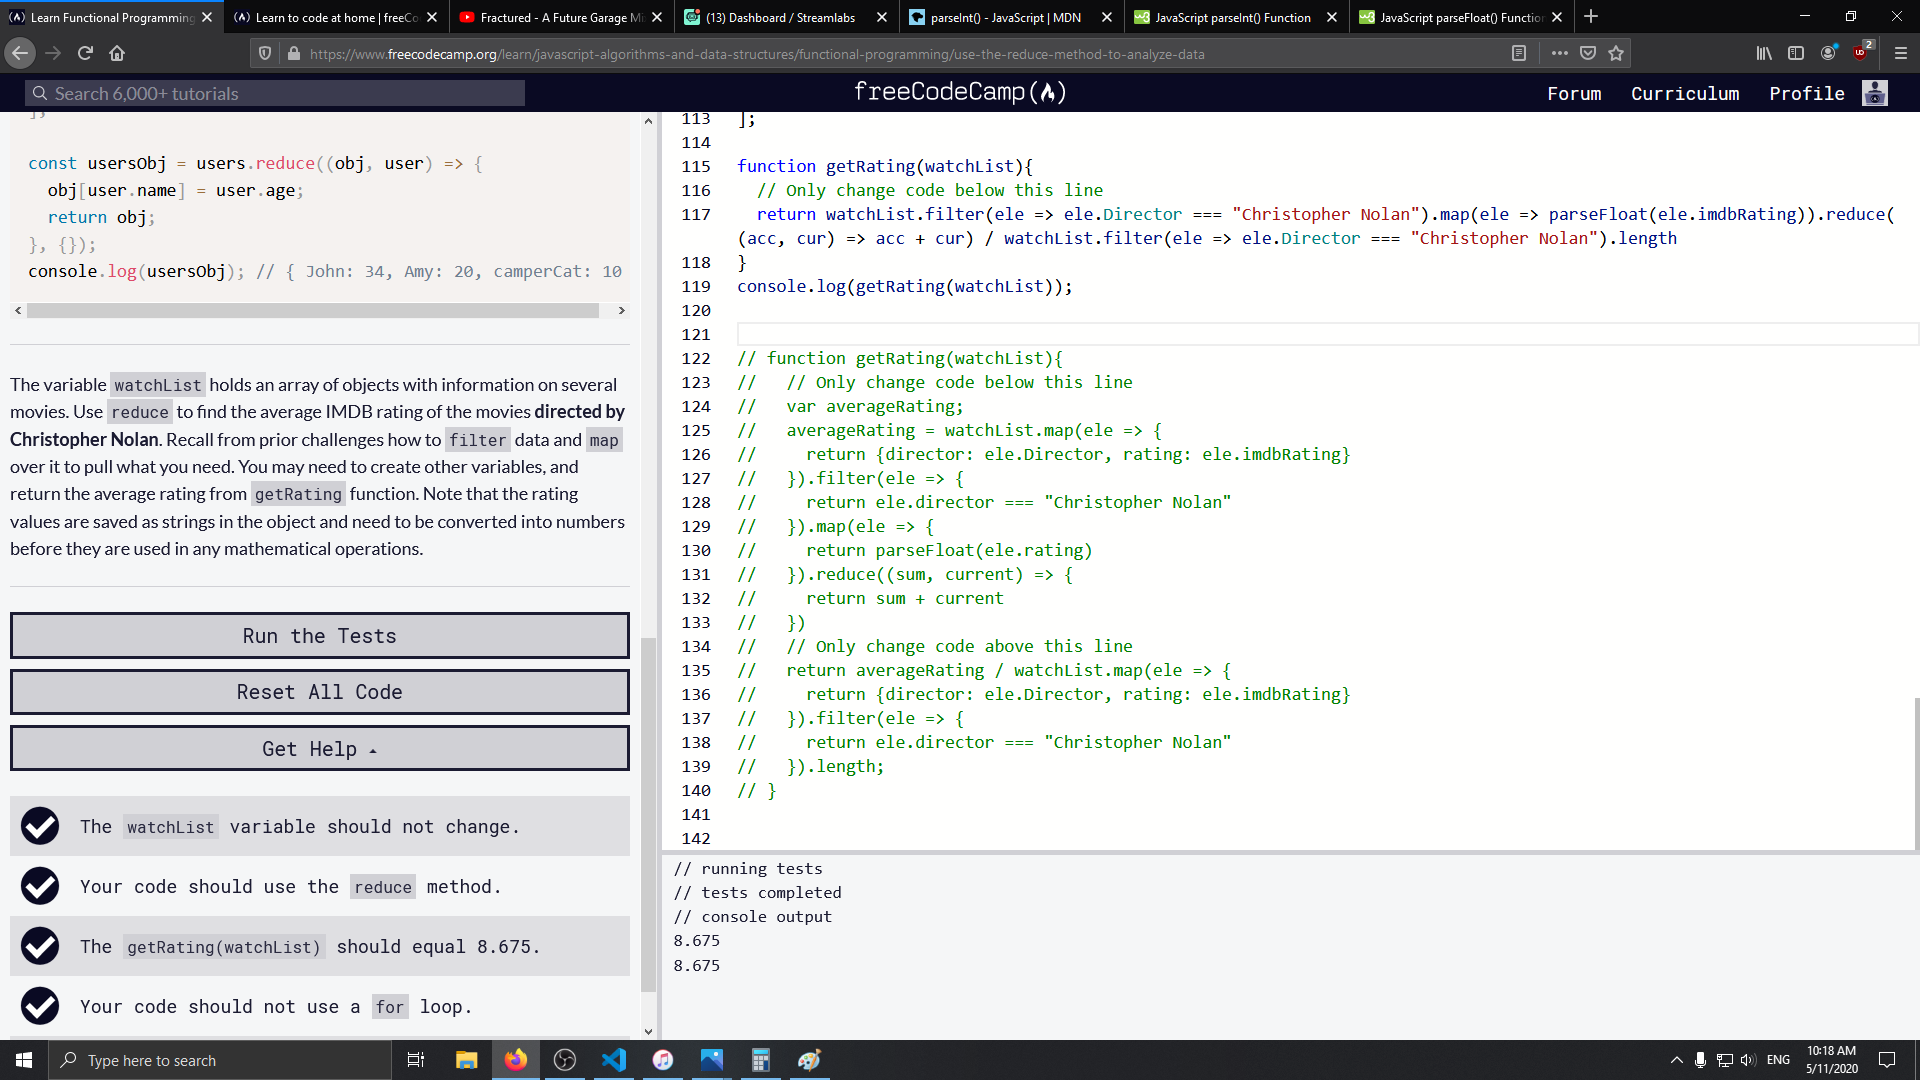 Learn Functional Programming
Learn to code at home | freeCo
Fractured - A Future Garage Mi
(13) Dashboard / Streamlabs
parseInt() - JavaScript | MDN
JavaScript parseInt() Function
JavaScript parseFloat() Function
https://www.freecodecamp.org/learn/javascript-algorithms-and-data-structures/functional-programming/use-the-reduce-method-to-analyze-data
2
Search 6,000+ tutorials
freeCodeCamp
Forum
Curriculum
Profile
];
const usersObj = users.reduce((obj, user) => {
obj[user.name] = user.age;
return obj;
}, {});
console.log(usersObj); // { John: 34, Amy: 20, camperCat: 10
The variable watchList holds an array of objects with information on several
movies. Use reduce to find the average IMDB rating of the movies directed by
Christopher Nolan. Recall from prior challenges how to filter data and map
over it to pull what you need. You may need to create other variables, and
return the average rating from getRating function. Note that the rating
values are saved as strings in the object and need to be converted into numbers
before they are used in any mathematical operations.
Run the Tests
Reset All Code
Get Help
The watchList variable should not change.
Your code should use the reduce method.
The getRating(watchList) should equal 8.675.
Your code should not use a for loop.
113 ];
114
115 function getRating(watchList){
116 // Only change code below this line
117 return watchList.filter(ele => ele.Director === "Christopher Nolan").map(ele => parseFloat(ele.imdbRating)).reduce(
(acc, cur) => acc + cur) / watchList.filter(ele => ele.Director === "Christopher Nolan").length
118 }
119 console.log(getRating(watchList));
120
121
122 // function getRating(watchList){
123 // // Only change code below this line
124 // var averageRating;
125 // averageRating = watchList.map(ele => {
126 // return {director: ele.Director, rating: ele.imdbRating}
127 // }).filter(ele => {
128 // return ele.director === "Christopher Nolan"
129 // }).map(ele => {
130 // return parseFloat(ele.rating)
131 // }).reduce((sum, current) => {
132 // return sum + current
133 // })
134 // // Only change code above this line
135 // return averageRating / watchList.map(ele => {
136 // return {director: ele.Director, rating: ele.imdbRating}
137 // }).filter(ele => {
138 // return ele.director === "Christopher Nolan"
139 // }).length;
140 // }
141
142
// running tests
// tests completed
// console output
8.675
8.675
Type here to search
ENG
10:18 AM
5/11/2020